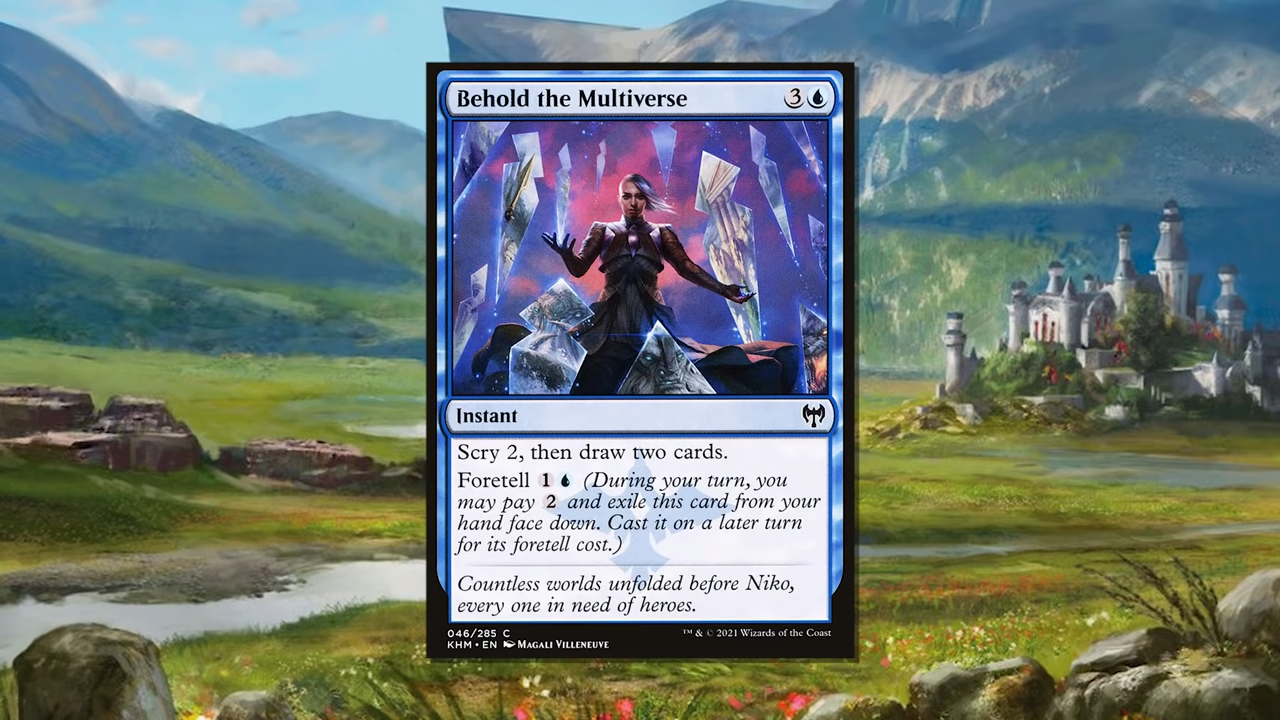 Behold the Multiverse 3
Instant
Scry 2, then draw two cards.
Foretell 1 (During your turn, you
may pay 2 and exile this card from your
hand face down. Cast it on a later turn
for its foretell cost.)
Countless worlds unfolded before Niko,
every one in need of heroes.
046/285 C ™ & © 2021 Wizards of the Coast
KHM • EN Magali Villeneuve